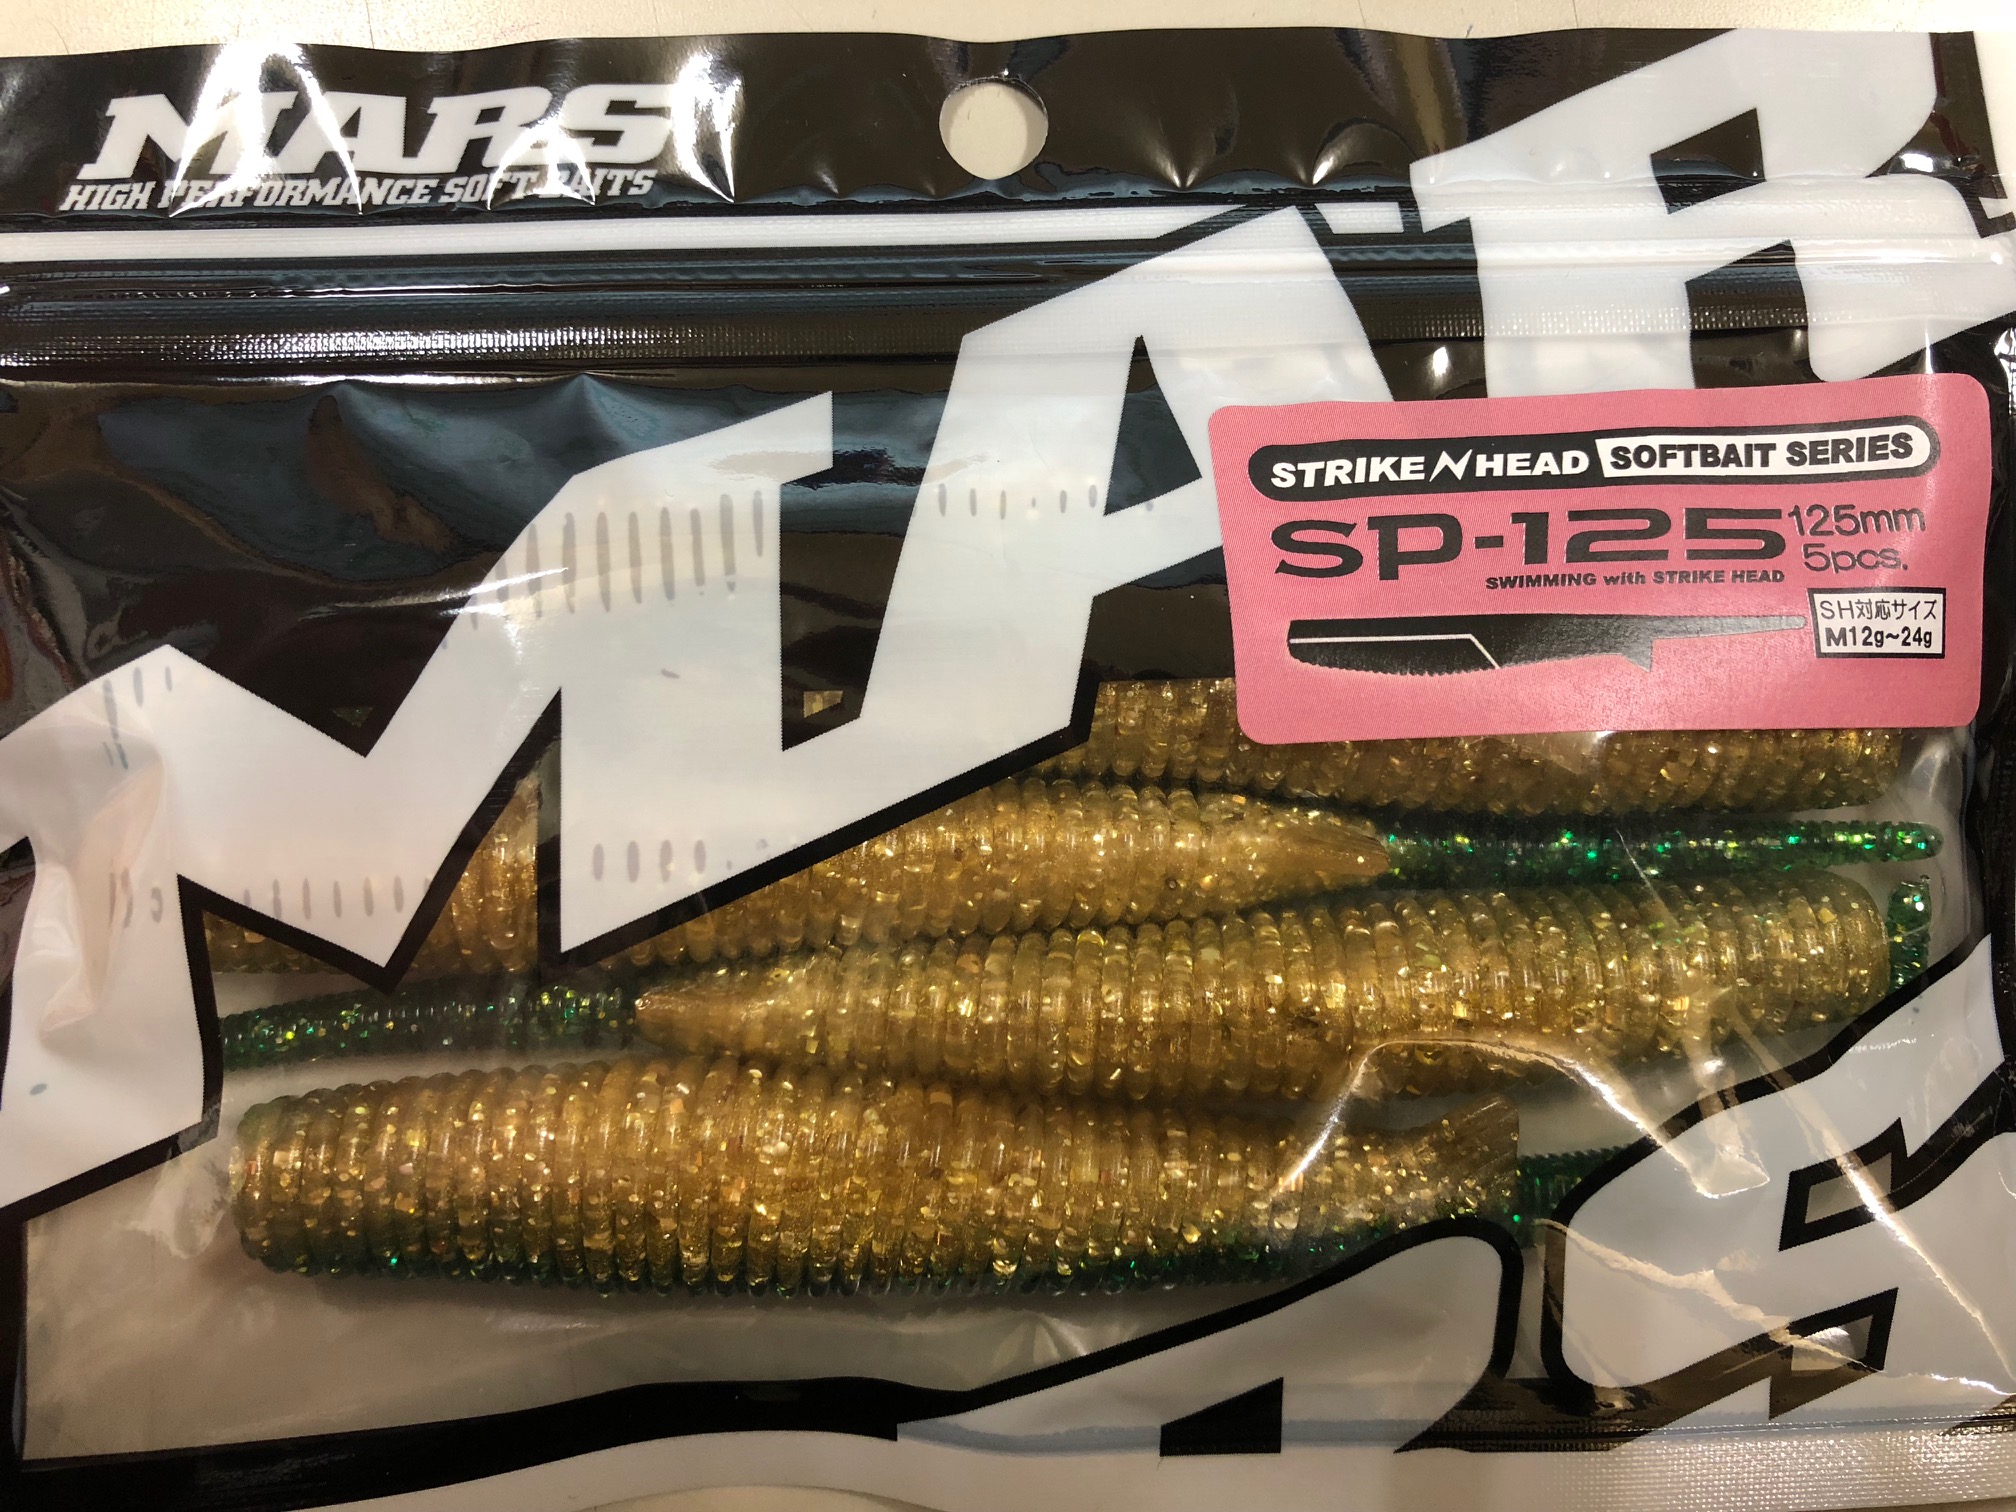 MARS
HIGH PERFORMANCE SOFT BAITS
MARS
STRIKE HEAD SOFTBAIT SERIES
SP-125 125mm
5pcs.
SWIMMING with STRIKE HEAD
SH対応サイズ
M12g~24g